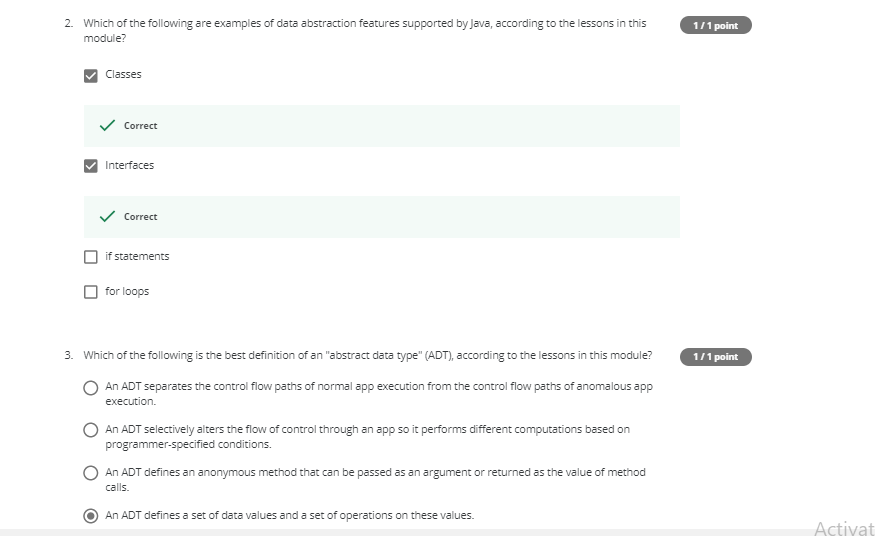 2. Which of the following are examples of data abstraction features supported by Java, according to the lessons in this
module?
1 / 1 point
Classes
Correct
Interfaces
Correct
if statements
for loops
3. Which of the following is the best definition of an "abstract data type" (ADT), according to the lessons in this module?
1 / 1 point
An ADT separates the control flow paths of normal app execution from the control flow paths of anomalous app
execution.
An ADT selectively alters the flow of control through an app so it performs different computations based on
programmer-specified conditions.
An ADT defines an anonymous method that can be passed as an argument or returned as the value of method
calls.
An ADT defines a set of data values and a set of operations on these values.
Activat